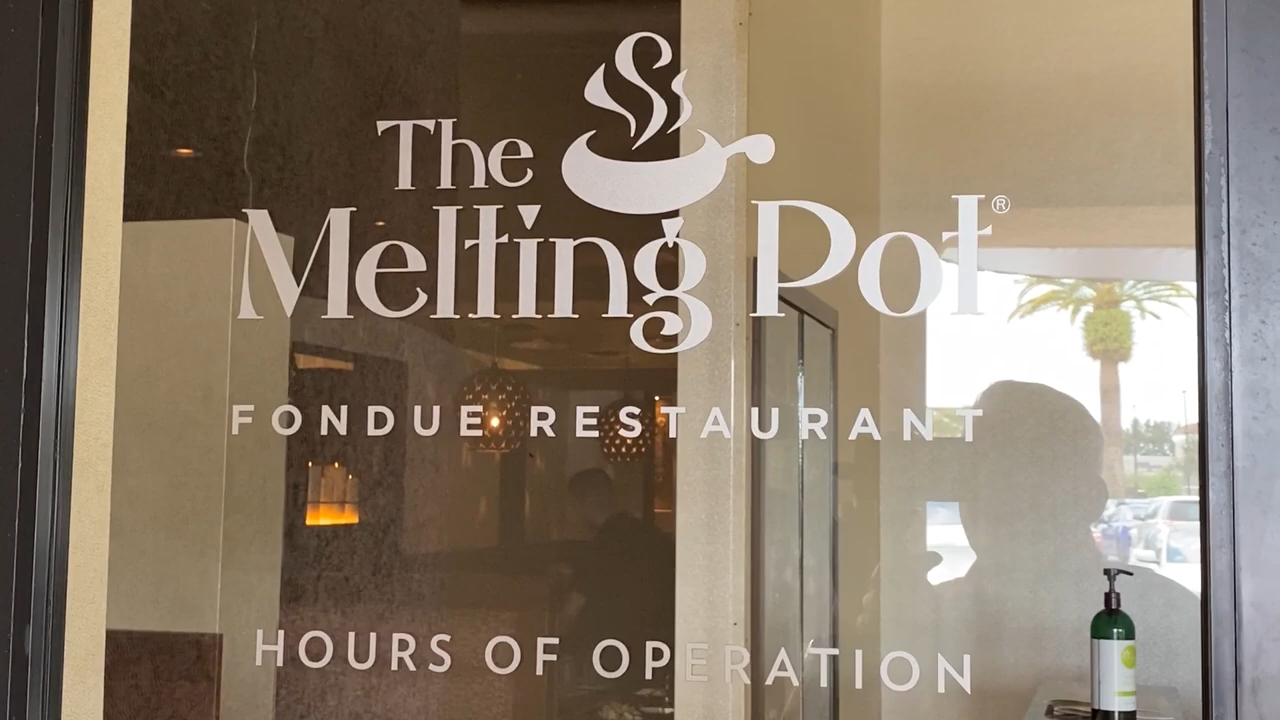 The
Melting Pot®
FONDUE RESTAURANT
HOURS OF OPERATION